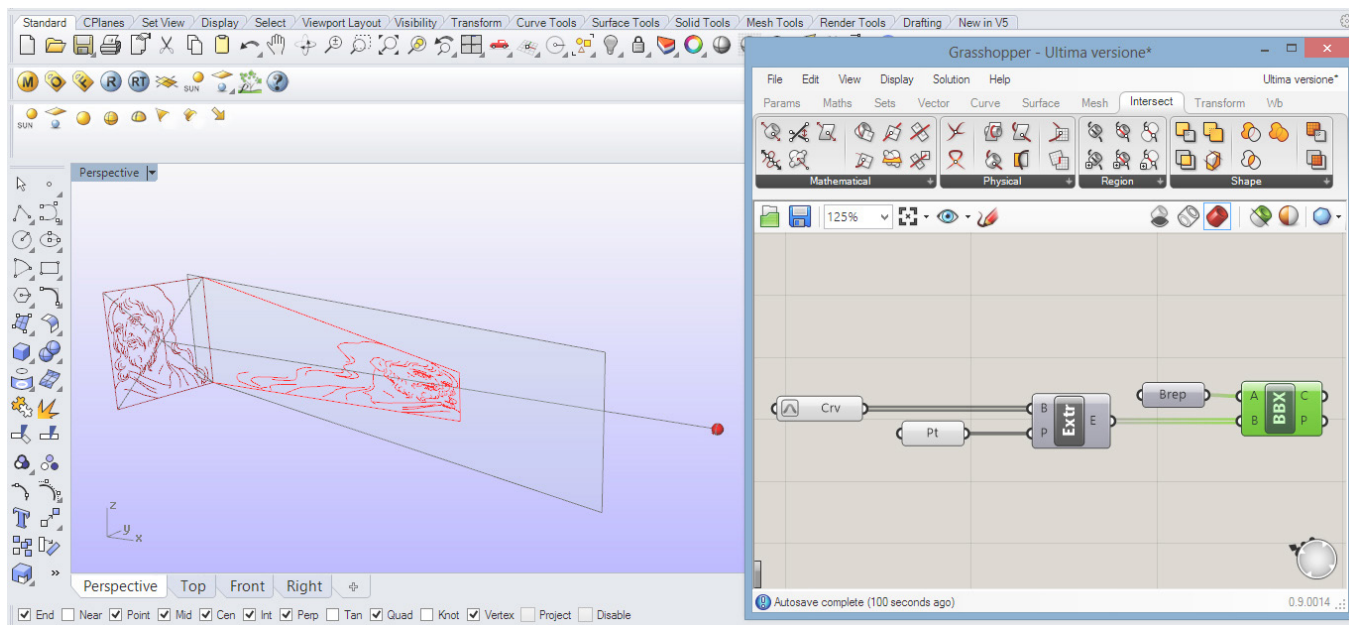 Standard CPlanes Set View Display Select Viewport Layout Visibility Transform Curve Tools Surface Tools Solid Tools Mesh Tools Render Tools Drafting New in V5
Grasshopper - Ultima versione*
File Edit View Display Solution Help Ultima versione*
Params Maths Sets Vector Curve Surface Mesh Intersect Transform Wb
M R RT SUN
SUN
Mathematical Physical Region Shape
Perspective
125%
Brep
A C
B BBX P
Crv
B
P Extr E
Pt
z
y
x
Perspective Top Front Right
Autosave complete (100 seconds ago) 0.9.0014
End Near Point Mid Cen Int Perp Tan Quad Knot Vertex Project Disable